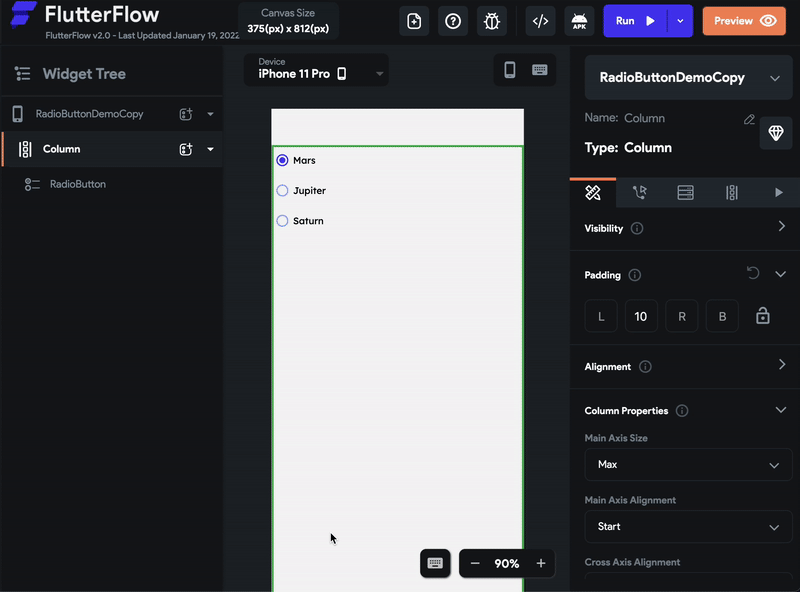 FlutterFlow
FlutterFlow v2.0 - Last Updated January 19, 2022
Canvas Size
375(px) x 812(px)
APK
Run
Preview
Widget Tree
RadioButtonDemoCopy
Column
RadioButton
Device
iPhone 11 Pro
Mars
Jupiter
Saturn
90%
RadioButtonDemoCopy
Name: Column
Type: Column
Visibility
Padding
L 10 R B
Alignment
Column Properties
Main Axis Size
Max
Main Axis Alignment
Start
Cross Axis Alignment